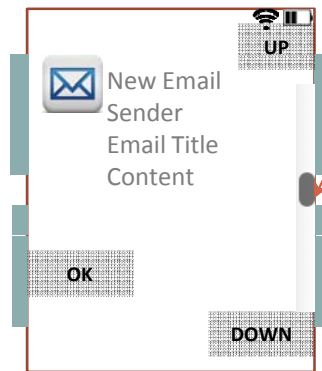 UP
New Email
Sender
Email Title
Content
OK
DOWN